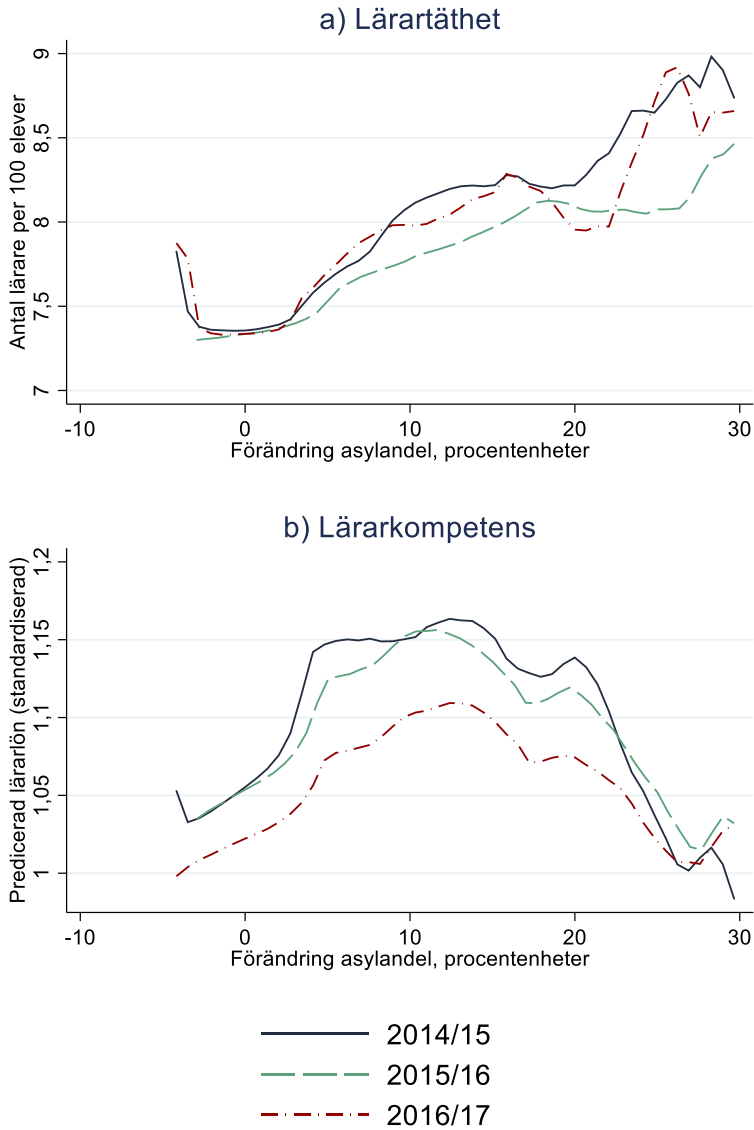 a) Lärartäthet
Antal lärare per 100 elever
9
8,5
8
7,5
7
-10 0 10 20 30
Förändring asylandel, procentenheter
b) Lärarkompetens
Predicerad lärarlön (standardiserad)
1,2
1,15
1,1
1,05
1
-10 0 10 20 30
Förändring asylandel, procentenheter
2014/15
2015/16
2016/17